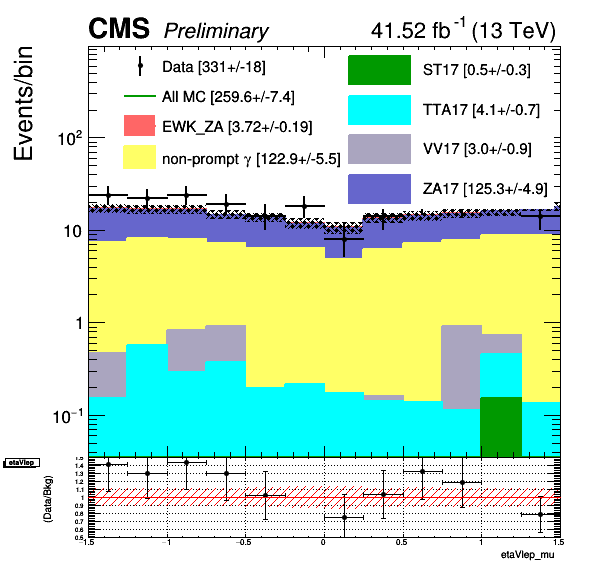 CMS Preliminary 41.52 fb⁻¹ (13 TeV)
Events/bin
Data [331+/-18]
All MC [259.6+/-7.4]
EWK_ZA [3.72+/-0.19]
non-prompt γ [122.9+/-5.5]
ST17 [0.5+/-0.3]
TTA17 [4.1+/-0.7]
VV17 [3.0+/-0.9]
ZA17 [125.3+/-4.9]
10²
10
1
10⁻¹
etaVlep
(Data/Bkg)
1.5
1.4
1.3
1.2
1.1
1
0.9
0.8
0.7
0.6
0.5
1.5 −1 −0.5 0 0.5 1 1.5
etaVlep_mu